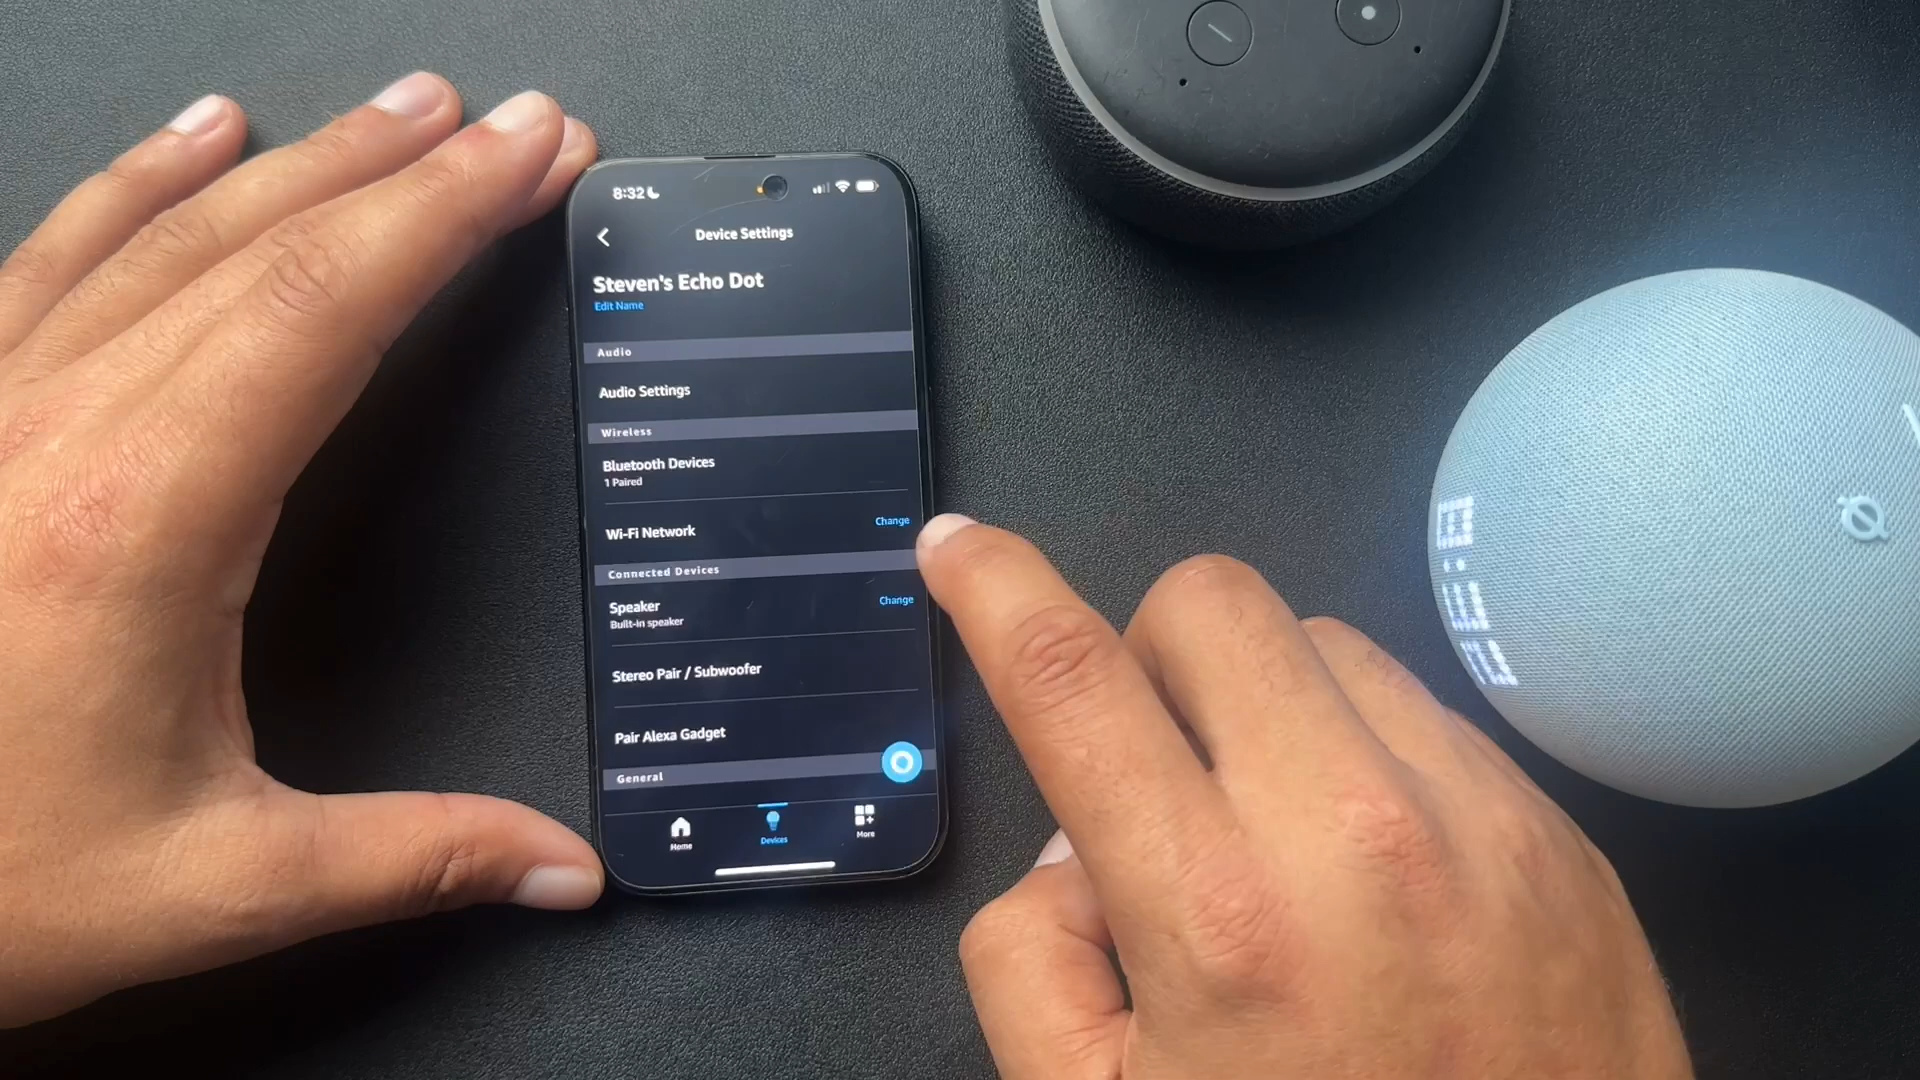 8:32
Device Settings
Steven's Echo Dot
Edit Name
Audio
Audio Settings
Wireless
Bluetooth Devices
1 Paired
Wi-Fi Network
Change
Connected Devices
Speaker
Change
Built-in speaker
Stereo Pair / Subwoofer
Pair Alexa Gadget
General
Home
Devices
More